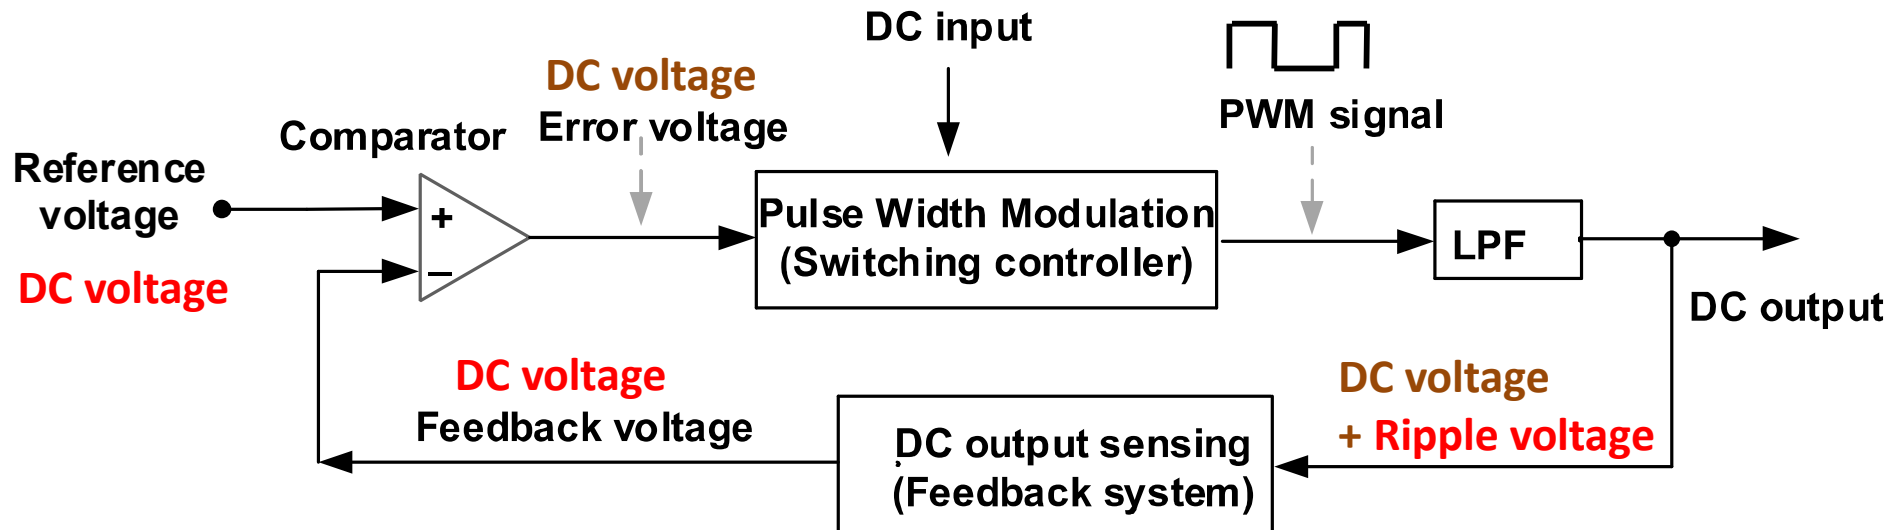 DC input
DC voltage
Error voltage
PWM signal
Comparator
Reference
voltage
+
−
DC voltage
Pulse Width Modulation
(Switching controller)
LPF
DC output
DC voltage
Feedback voltage
DC output sensing
(Feedback system)
DC voltage
+ Ripple voltage